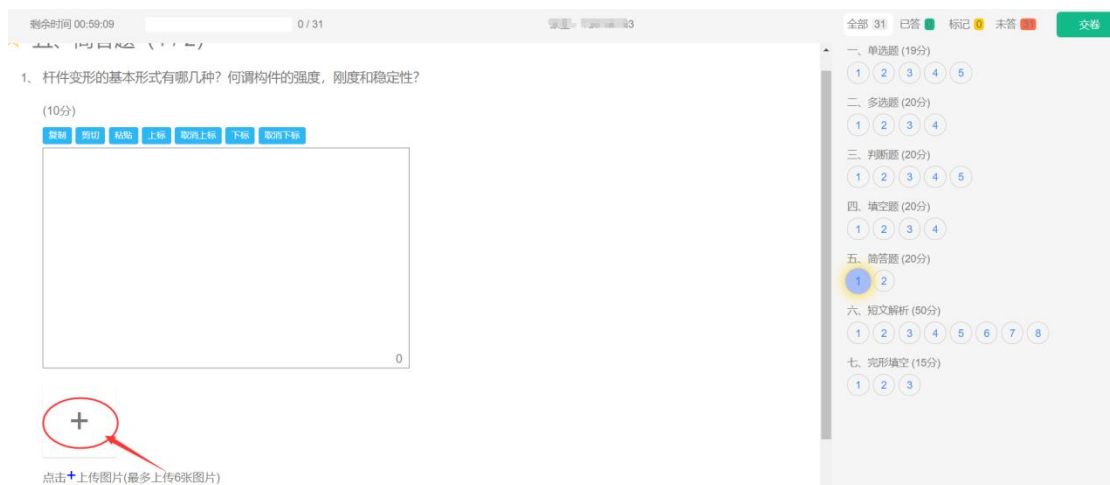 剩余时间 00:59:09
0 / 31
3
全部 31 已答 标记 0 未答 31
交卷
五、简答题 (1 / 2)
1、 杆件变形的基本形式有哪几种？何谓构件的强度，刚度和稳定性？
(10分)
复制 剪切 粘贴 上标 取消上标 下标 取消下标
0
+
点击+上传图片(最多上传6张图片)
一、单选题 (19分)
1 2 3 4 5
二、多选题 (20分)
1 2 3 4
三、判断题 (20分)
1 2 3 4 5
四、填空题 (20分)
1 2 3 4
五、简答题 (20分)
1 2
六、短文解析 (50分)
1 2 3 4 5 6 7 8
七、完形填空 (15分)
1 2 3